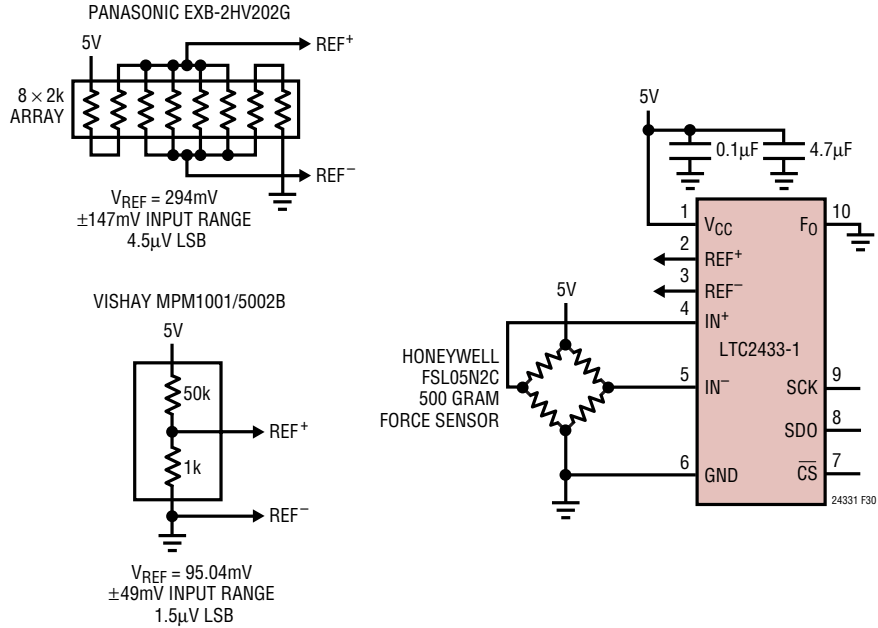 PANASONIC EXB-2HV202G
5V
REF+
8 × 2k
ARRAY
REF–
VREF = 294mV
±147mV INPUT RANGE
4.5µV LSB
VISHAY MPM1001/5002B
5V
50k
REF+
1k
REF–
VREF = 95.04mV
±49mV INPUT RANGE
1.5µV LSB
5V
0.1µF
4.7µF
1
VCC
FO
10
2
REF+
3
REF–
5V
4
IN+
LTC2433-1
HONEYWELL
FSL05N2C
500 GRAM
FORCE SENSOR
5
IN–
SCK
9
SDO
8
6
GND
CS
7
24331 F30